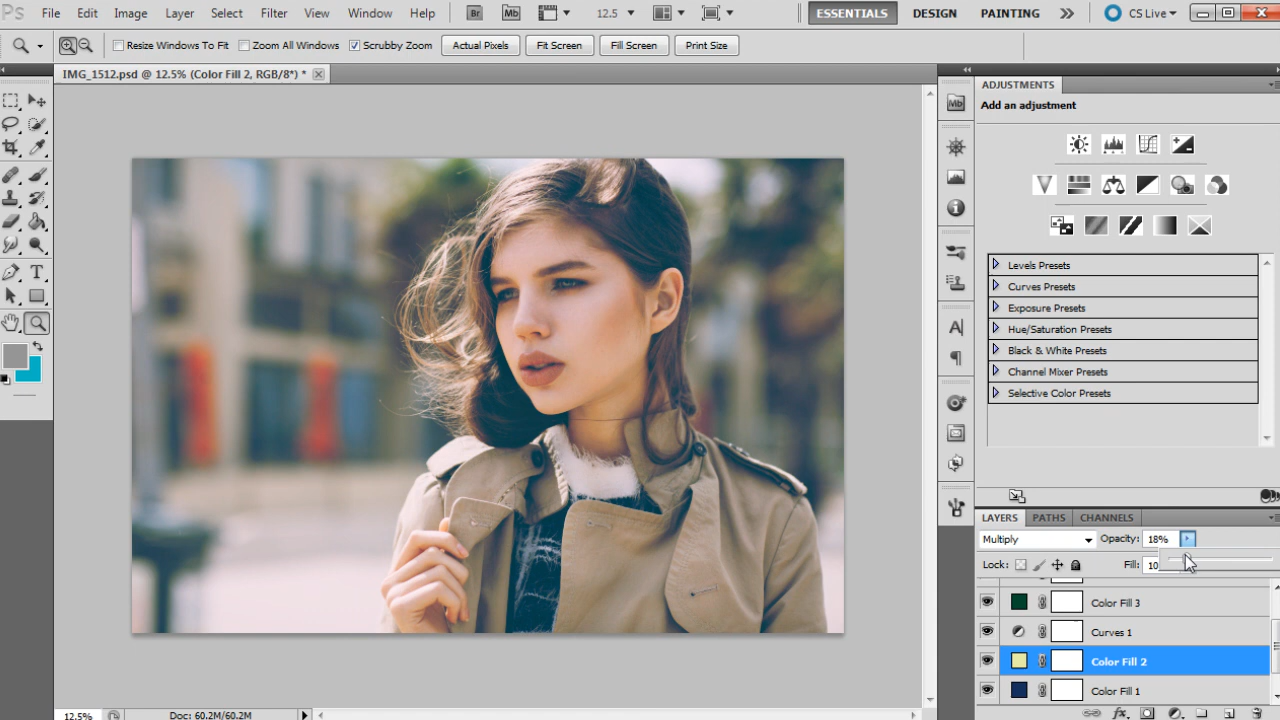 Ps File Edit Image Layer Select Filter View Window Help Br Mb 12.5 ESSENTIALS DESIGN PAINTING CS Live
Resize Windows To Fit Zoom All Windows Scrubby Zoom Actual Pixels Fit Screen Fill Screen Print Size
IMG_1512.psd @ 12.5% (Color Fill 2, RGB/8*) *
ADJUSTMENTS
Mb
Add an adjustment
Levels Presets
Curves Presets
Exposure Presets
Hue/Saturation Presets
Black & White Presets
Channel Mixer Presets
Selective Color Presets
LAYERS PATHS CHANNELS
Multiply Opacity: 18%
Lock: Fill: 10
Color Fill 3
Curves 1
Color Fill 2
Color Fill 1
12.5% Doc: 60.2M/60.2M
fx